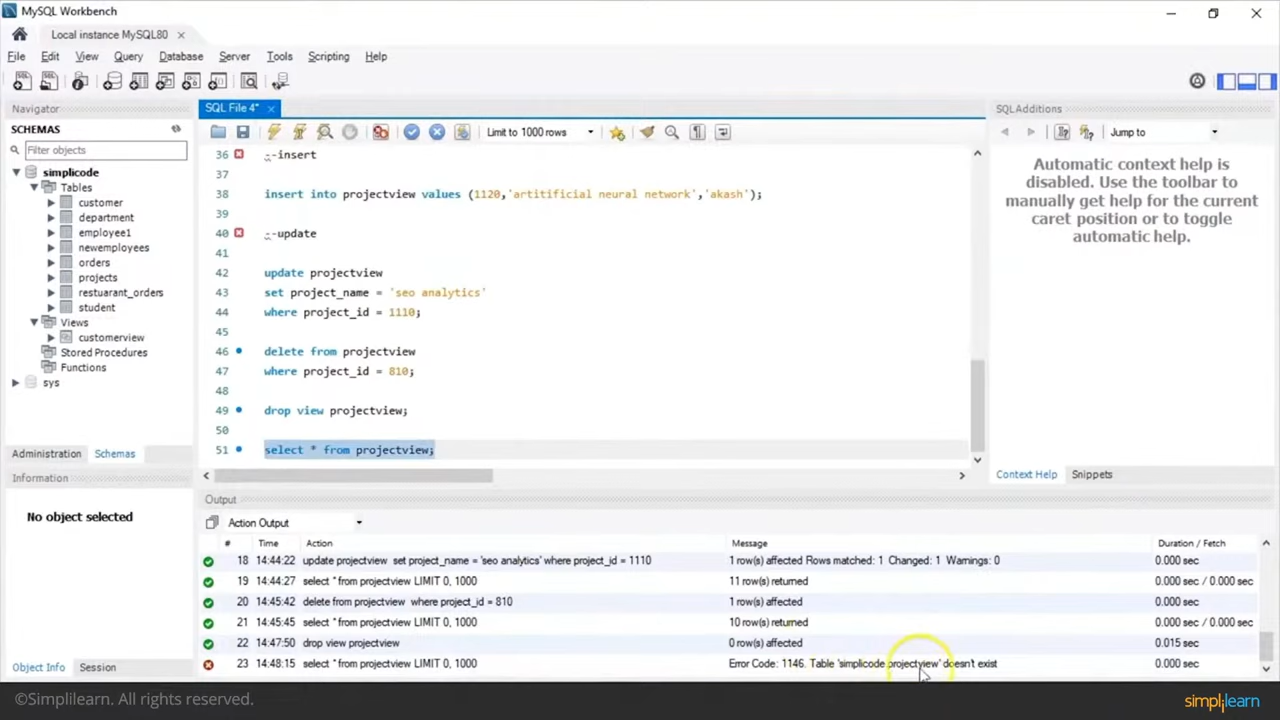 MySQL Workbench
Local instance MySQL80
File Edit View Query Database Server Tools Scripting Help
Navigator
SCHEMAS
Filter objects
simplicode
Tables
customer
department
employee1
newemployees
orders
projects
restuarant_orders
student
Views
customerview
Stored Procedures
Functions
sys
Administration Schemas
Information
No object selected
Object Info Session
SQL File 4*
Limit to 1000 rows
36 --insert
37
38 insert into projectview values (1120,'artitificial neural network','akash');
39
40 --update
41
42 update projectview
43 set project_name = 'seo analytics'
44 where project_id = 1110;
45
46 delete from projectview
47 where project_id = 810;
48
49 drop view projectview;
50
51 select * from projectview;
SQLAdditions
Jump to
Automatic context help is
disabled. Use the toolbar to
manually get help for the current
caret position or to toggle
automatic help.
Context Help Snippets
Output
Action Output
# Time Action Message Duration / Fetch
18 14:44:22 update projectview set project_name = 'seo analytics' where project_id = 1110 1 row(s) affected Rows matched: 1 Changed: 1 Warnings: 0 0.000 sec
19 14:44:27 select * from projectview LIMIT 0, 1000 11 row(s) returned 0.000 sec / 0.000 sec
20 14:45:42 delete from projectview where project_id = 810 1 row(s) affected 0.000 sec
21 14:45:45 select * from projectview LIMIT 0, 1000 10 row(s) returned 0.000 sec / 0.000 sec
22 14:47:50 drop view projectview 0 row(s) affected 0.015 sec
23 14:48:15 select * from projectview LIMIT 0, 1000 Error Code: 1146. Table 'simplicode.projectview' doesn't exist 0.000 sec
©Simplilearn. All rights reserved.
simplilearn